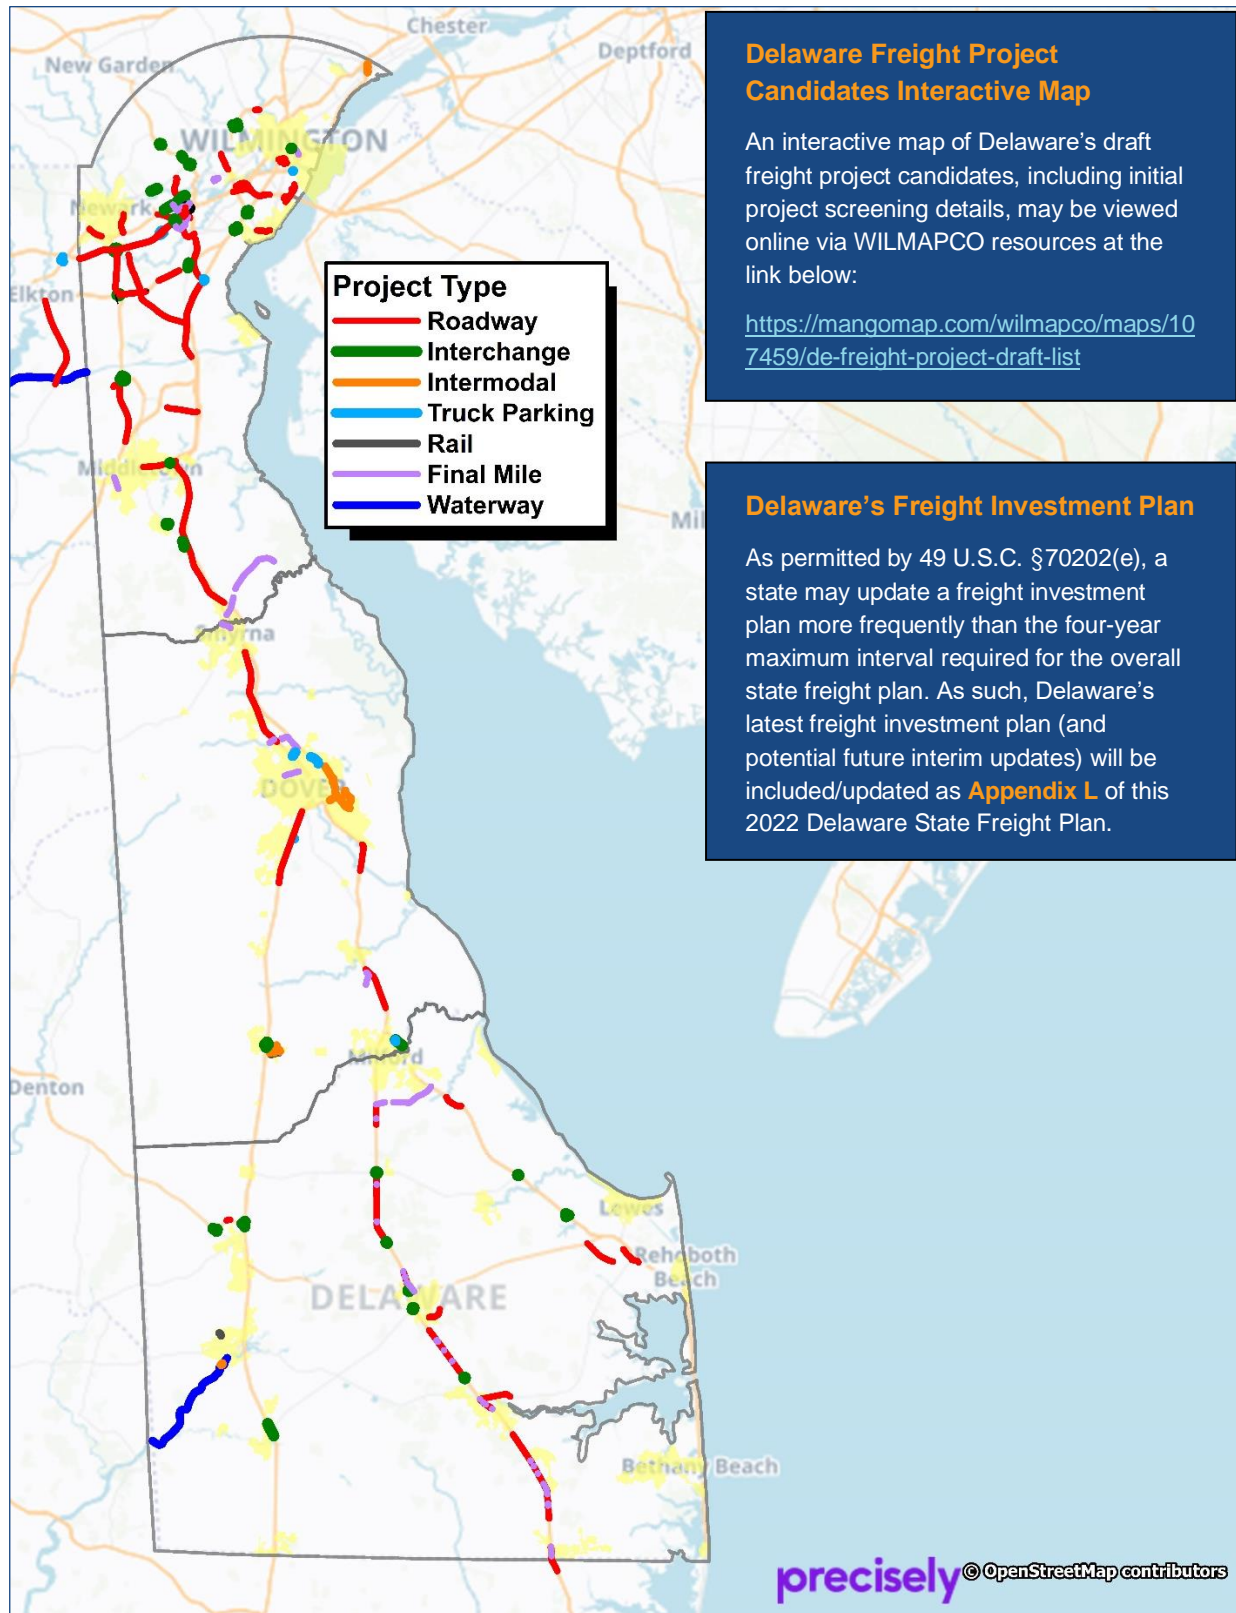 Chester
New Garden
Deptford
WILMINGTON
Newark
Elkton
Middletown
Smyrna
DOVER
Milford
Denton
Lewes
Rehoboth
Beach
DELAWARE
Bethany Beach
Mil
Project Type
Roadway
Interchange
Intermodal
Truck Parking
Rail
Final Mile
Waterway
Delaware Freight Project
Candidates Interactive Map
An interactive map of Delaware’s draft
freight project candidates, including initial
project screening details, may be viewed
online via WILMAPCO resources at the
link below:
https://mangomap.com/wilmapco/maps/10
7459/de-freight-project-draft-list
Delaware’s Freight Investment Plan
As permitted by 49 U.S.C. §70202(e), a
state may update a freight investment
plan more frequently than the four-year
maximum interval required for the overall
state freight plan. As such, Delaware’s
latest freight investment plan (and
potential future interim updates) will be
included/updated as Appendix L of this
2022 Delaware State Freight Plan.
precisely © OpenStreetMap contributors